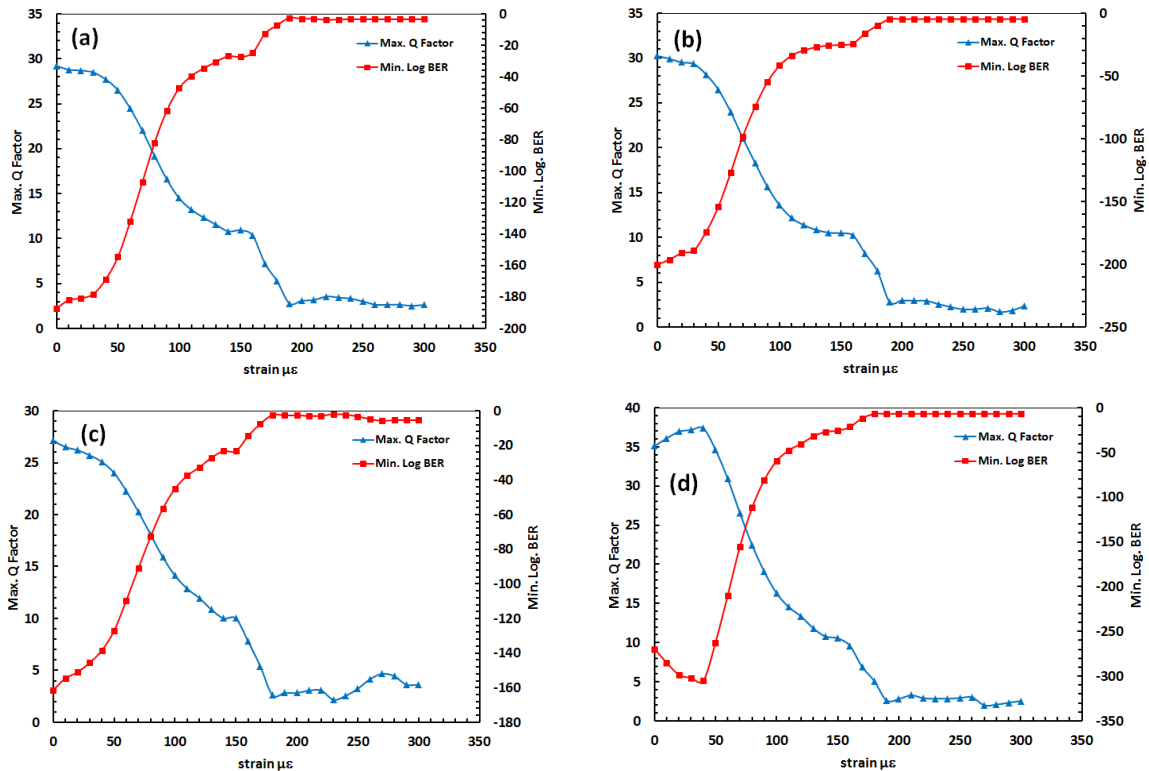 (a)
Max. Q Factor
Min. Log BER
35
30
25
20
15
10
5
0
Max. Q Factor
0
-20
-40
-60
-80
-100
-120
-140
-160
-180
-200
Min. Log. BER
0 50 100 150 200 250 300 350
strain µε
(b)
Max. Q Factor
Min. Log BER
35
30
25
20
15
10
5
0
Max. Q Factor
0
-50
-100
-150
-200
-250
Min. Log. BER
0 50 100 150 200 250 300 350
strain µε
(c)
Max. Q Factor
Min. Log BER
30
25
20
15
10
5
0
Max. Q Factor
0
-20
-40
-60
-80
-100
-120
-140
-160
-180
Min. Log. BER
0 50 100 150 200 250 300 350
strain µε
(d)
Max. Q Factor
Min. Log BER
40
35
30
25
20
15
10
5
0
Max. Q Factor
0
-50
-100
-150
-200
-250
-300
-350
Min. Log. BER
0 50 100 150 200 250 300 350
strain µε